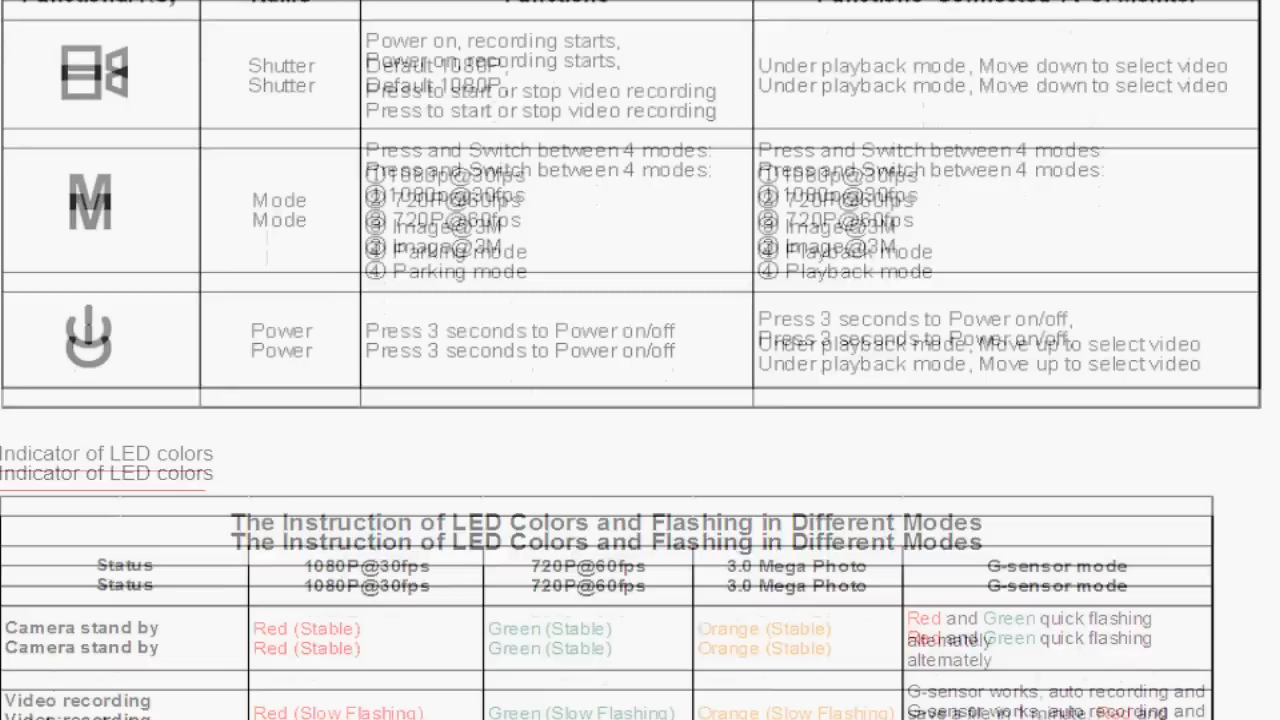 Name
Functions
Shutter
Power on, recording starts,
Default 1080P,
Press to start or stop video recording
Under playback mode, Move down to select video
M
Mode
Press and Switch between 4 modes:
① 1080p@30fps
② 720P@60fps
③ Image@3M
④ Parking mode
Press and Switch between 4 modes:
① 1080p@30fps
② 720P@60fps
③ Image@3M
④ Playback mode
Power
Press 3 seconds to Power on/off
Press 3 seconds to Power on/off,
Under playback mode, Move up to select video
Indicator of LED colors
The Instruction of LED Colors and Flashing in Different Modes
Status
1080P@30fps
720P@60fps
3.0 Mega Photo
G-sensor mode
Camera stand by
Red (Stable)
Green (Stable)
Orange (Stable)
Red and Green quick flashing
alternately
Video recording
Red (Slow Flashing)
Green (Slow Flashing)
Orange (Slow Flashing)
G-sensor works, auto recording and